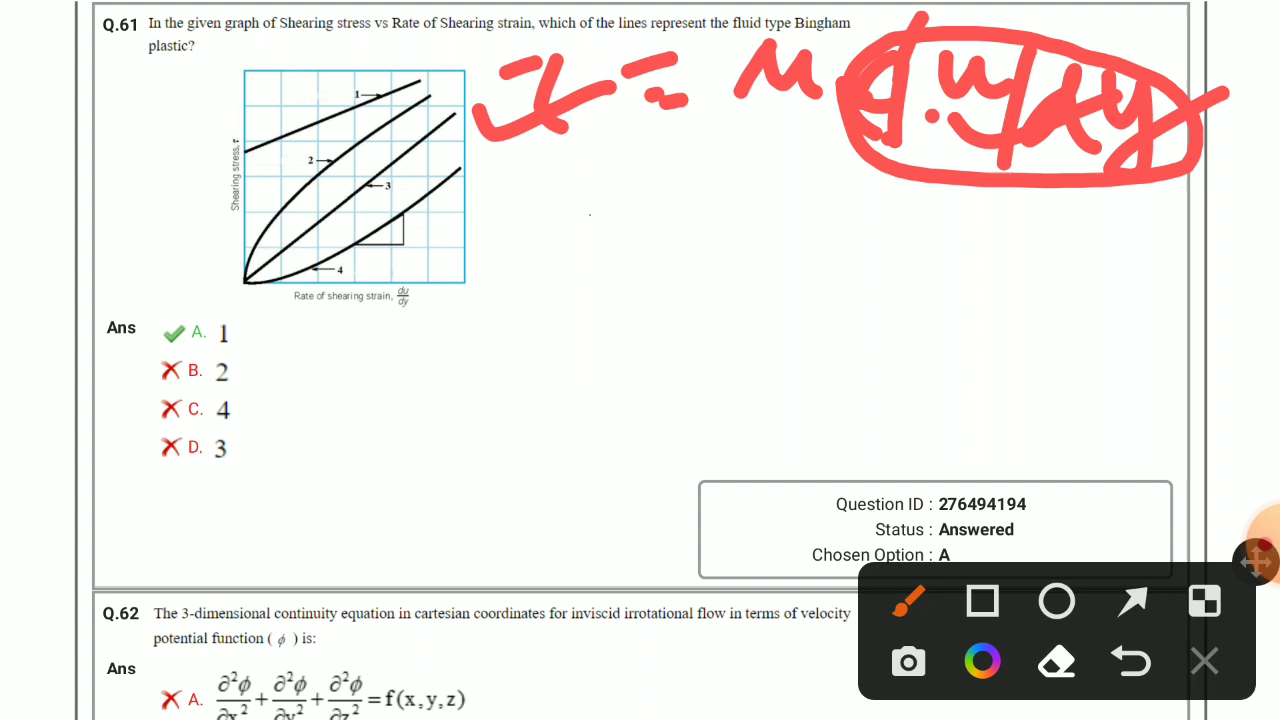 Q.61 In the given graph of Shearing stress vs Rate of Shearing strain, which of the lines represent the fluid type Bingham
plastic?
τ = μ (du/dy)
1
2
3
4
Shearing stress, τ
Rate of shearing strain, du/dy
Ans
A. 1
B. 2
C. 4
D. 3
Question ID : 276494194
Status : Answered
Chosen Option : A
Q.62 The 3-dimensional continuity equation in cartesian coordinates for inviscid irrotational flow in terms of velocity
potential function ( ϕ ) is:
Ans
A. ∂²ϕ/∂x² + ∂²ϕ/∂y² + ∂²ϕ/∂z² = f(x,y,z)